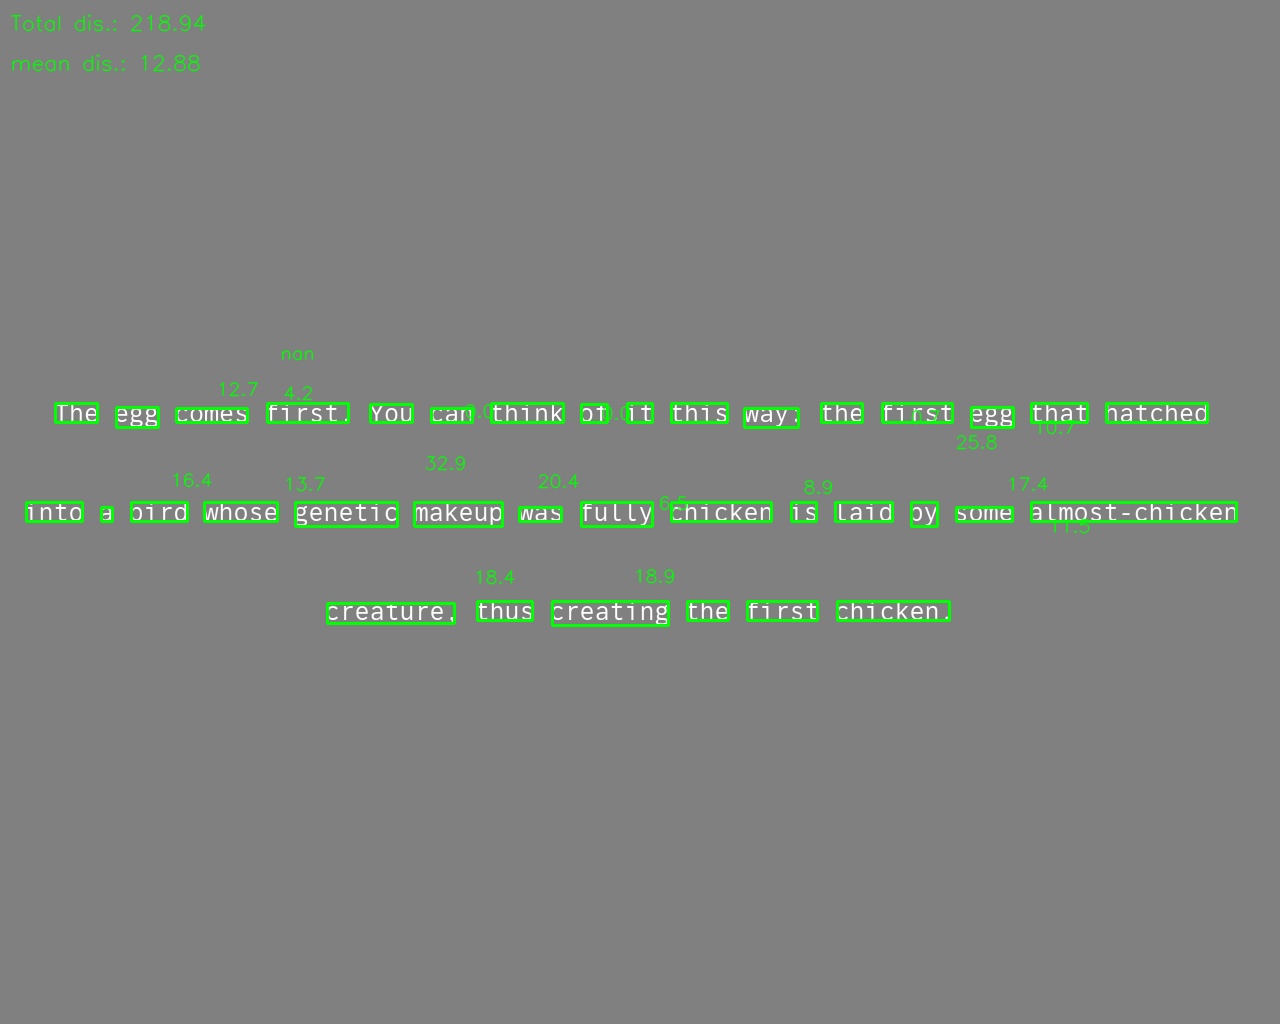 Total dis.: 218.94
mean dis.: 12.88
nan
12.7 4.2
The egg comes first. You can think of it this way: the first egg that hatched
10.7
25.8
16.4 13.7 32.9 20.4 6.5 8.9 17.4
into a bird whose genetic makeup was fully chicken is laid by some almost-chicken
18.4 18.9
creature, thus creating the first chicken.